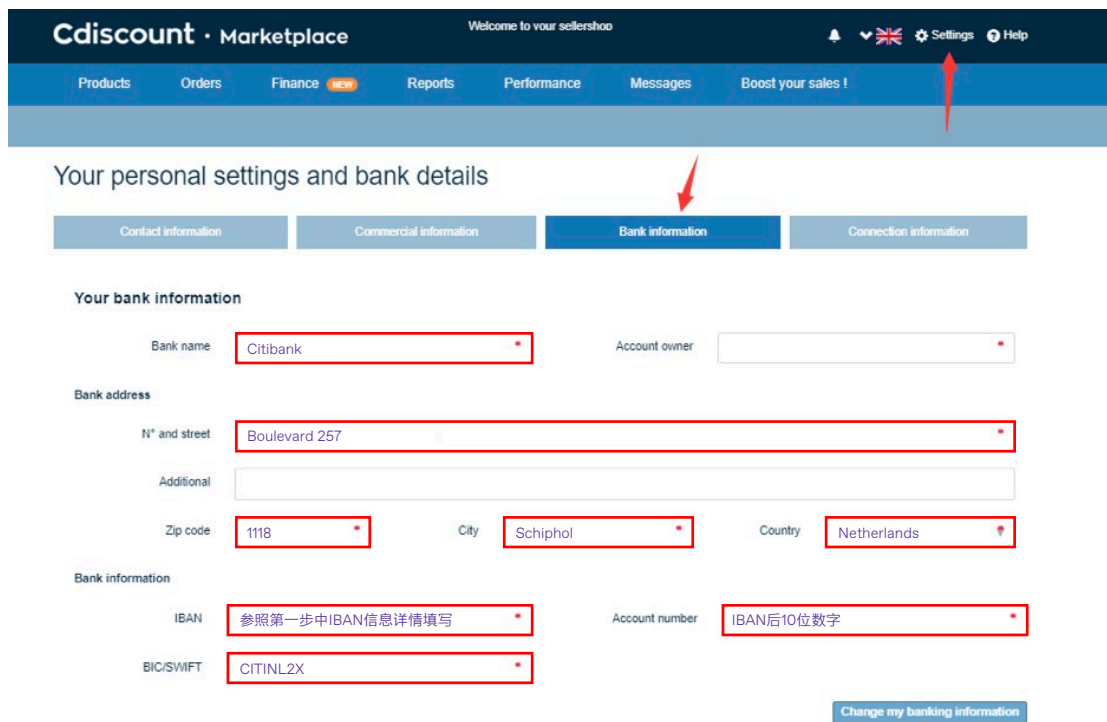 Cdiscount · Marketplace
Welcome to your sellershop
Settings
Help
Products Orders Finance NEW Reports Performance Messages Boost your sales !
Your personal settings and bank details
Contact information Commercial information Bank information Connection information
Your bank information
Bank name Citibank * Account owner *
Bank address
N° and street Boulevard 257 *
Additional
Zip code 1118 * City Schiphol * Country Netherlands *
Bank information
IBAN 参照第一步中IBAN信息详情填写 * Account number IBAN后10位数字 *
BIC/SWIFT CITINL2X *
Change my banking information